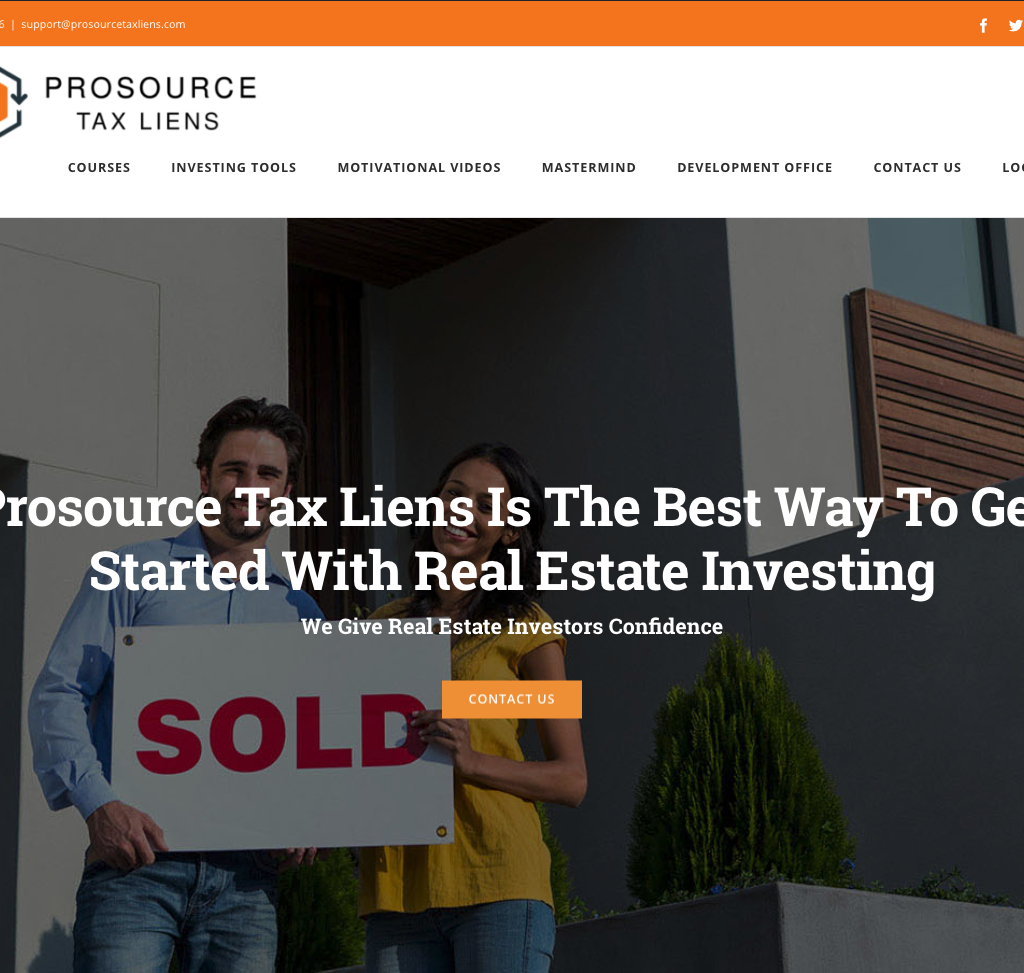 6 | support@prosourcetaxliens.com
PROSOURCE
TAX LIENS
COURSES INVESTING TOOLS MOTIVATIONAL VIDEOS MASTERMIND DEVELOPMENT OFFICE CONTACT US LO
Prosource Tax Liens Is The Best Way To Ge
Started With Real Estate Investing
We Give Real Estate Investors Confidence
CONTACT US
SOLD